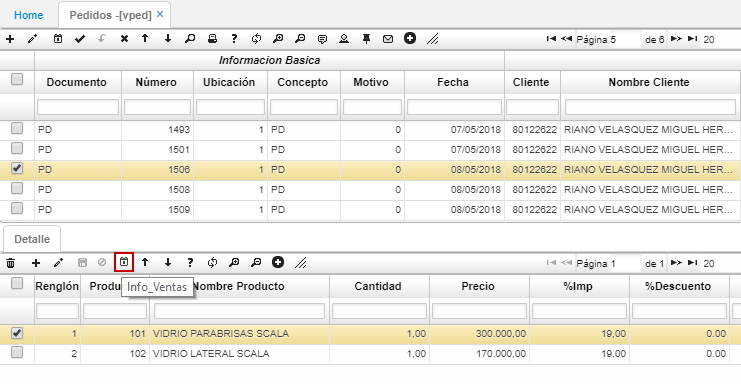 Home Pedidos -[vped] ×
Página 5 de 6 20
Informacion Basica
Documento Número Ubicación Concepto Motivo Fecha Cliente Nombre Cliente
PD 1493 1 PD 0 07/05/2018 80122622 RIANO VELASQUEZ MIGUEL HER...
PD 1501 1 PD 0 07/05/2018 80122622 RIANO VELASQUEZ MIGUEL HER...
PD 1506 1 PD 0 08/05/2018 80122622 RIANO VELASQUEZ MIGUEL HER...
PD 1508 1 PD 0 08/05/2018 80122622 RIANO VELASQUEZ MIGUEL HER...
PD 1509 1 PD 0 08/05/2018 80122622 RIANO VELASQUEZ MIGUEL HER...
Detalle
Página 1 de 1 20
Renglón Produ Nombre Producto Cantidad Precio %Imp %Descuento
Info_Ventas
1 101 VIDRIO PARABRISAS SCALA 1,00 300.000,00 19,00 0.00
2 102 VIDRIO LATERAL SCALA 1,00 170.000,00 19,00 0.00